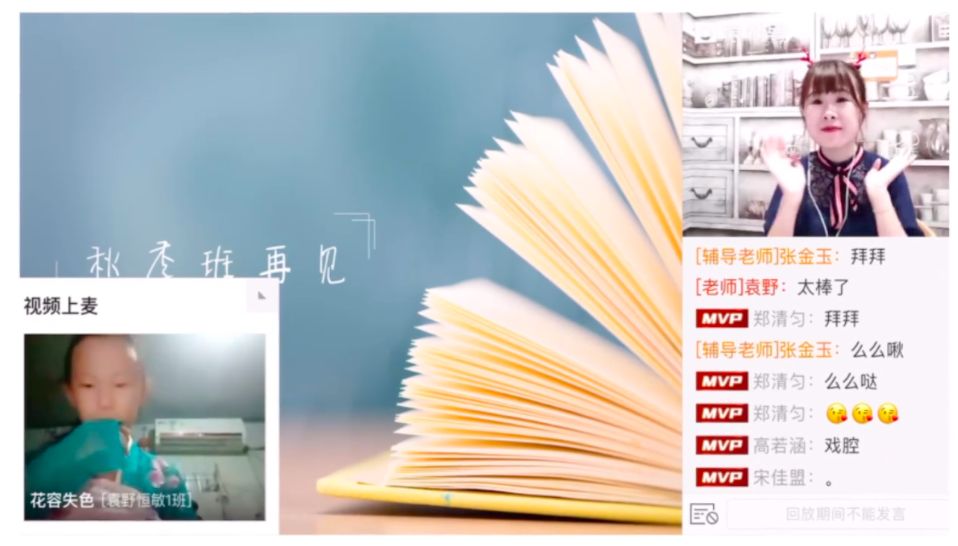 秋季班再见
视频上麦
花容失色 [袁野恒敏1班]
[辅导老师]张金玉： 拜拜
[老师]袁野： 太棒了
MVP 郑清匀： 拜拜
[辅导老师]张金玉： 么么啾
MVP 郑清匀： 么么哒
MVP 郑清匀： 😘😘😘
MVP 高若涵： 戏腔
MVP 宋佳盟： 。
回放期间不能发言